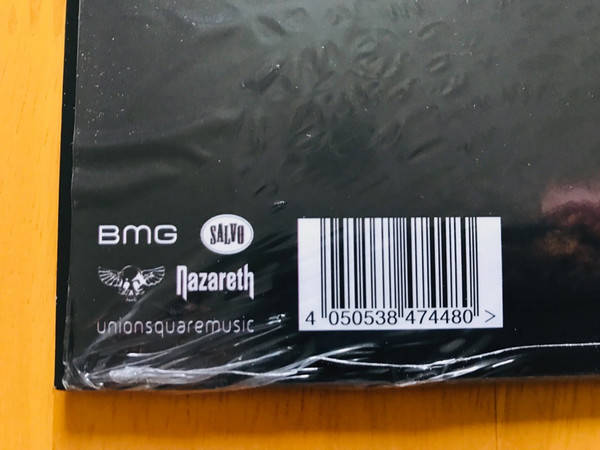 BMG
SALVO
Nazareth
unionsquaremusic
4 050538 474480 >